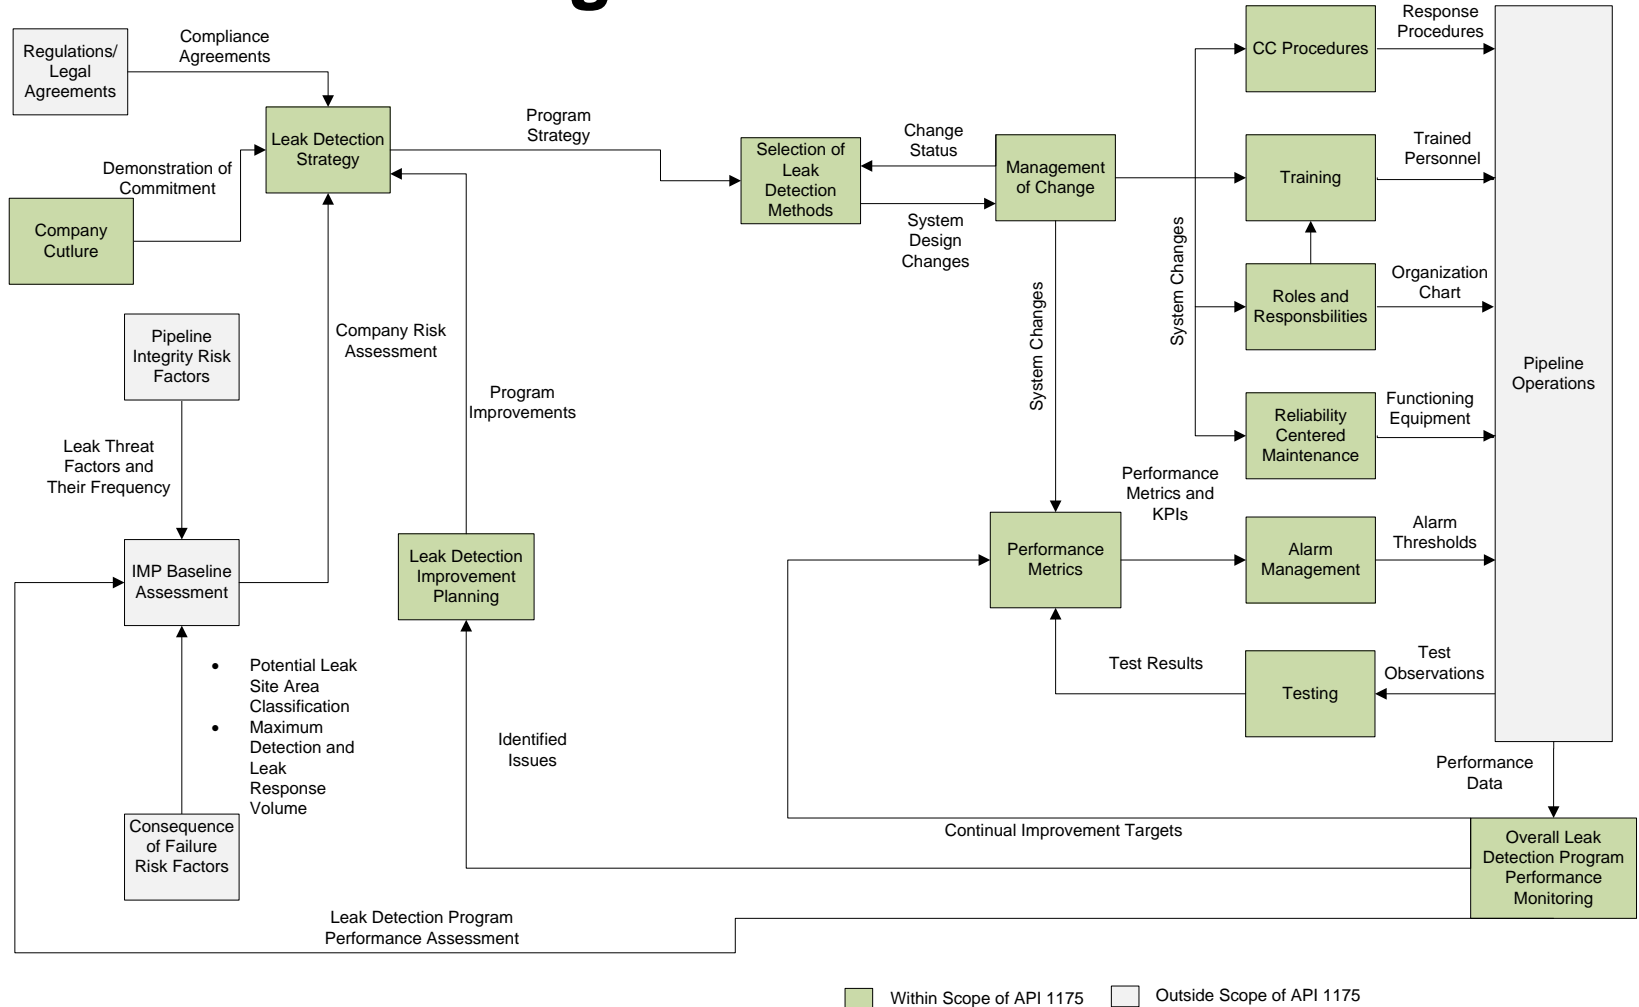 Regulations/
Legal
Agreements
Compliance
Agreements
Leak Detection
Strategy
Demonstration of
Commitment
Company
Cutlure
Program
Strategy
Selection of
Leak
Detection
Methods
Change
Status
System
Design
Changes
Management
of Change
CC Procedures
Response
Procedures
Training
Trained
Personnel
System Changes
Roles and
Responsbilities
Organization
Chart
Reliability
Centered
Maintenance
Functioning
Equipment
Pipeline
Operations
Pipeline
Integrity Risk
Factors
Company Risk
Assessment
Program
Improvements
System Changes
Leak Threat
Factors and
Their Frequency
IMP Baseline
Assessment
Leak Detection
Improvement
Planning
Performance
Metrics
Performance
Metrics and
KPIs
Alarm
Management
Alarm
Thresholds
Test Results
Testing
Test
Observations
• Potential Leak
Site Area
Classification
• Maximum
Detection and
Leak
Response
Volume
Identified
Issues
Performance
Data
Consequence
of Failure
Risk Factors
Continual Improvement Targets
Overall Leak
Detection Program
Performance
Monitoring
Leak Detection Program
Performance Assessment
Within Scope of API 1175
Outside Scope of API 1175